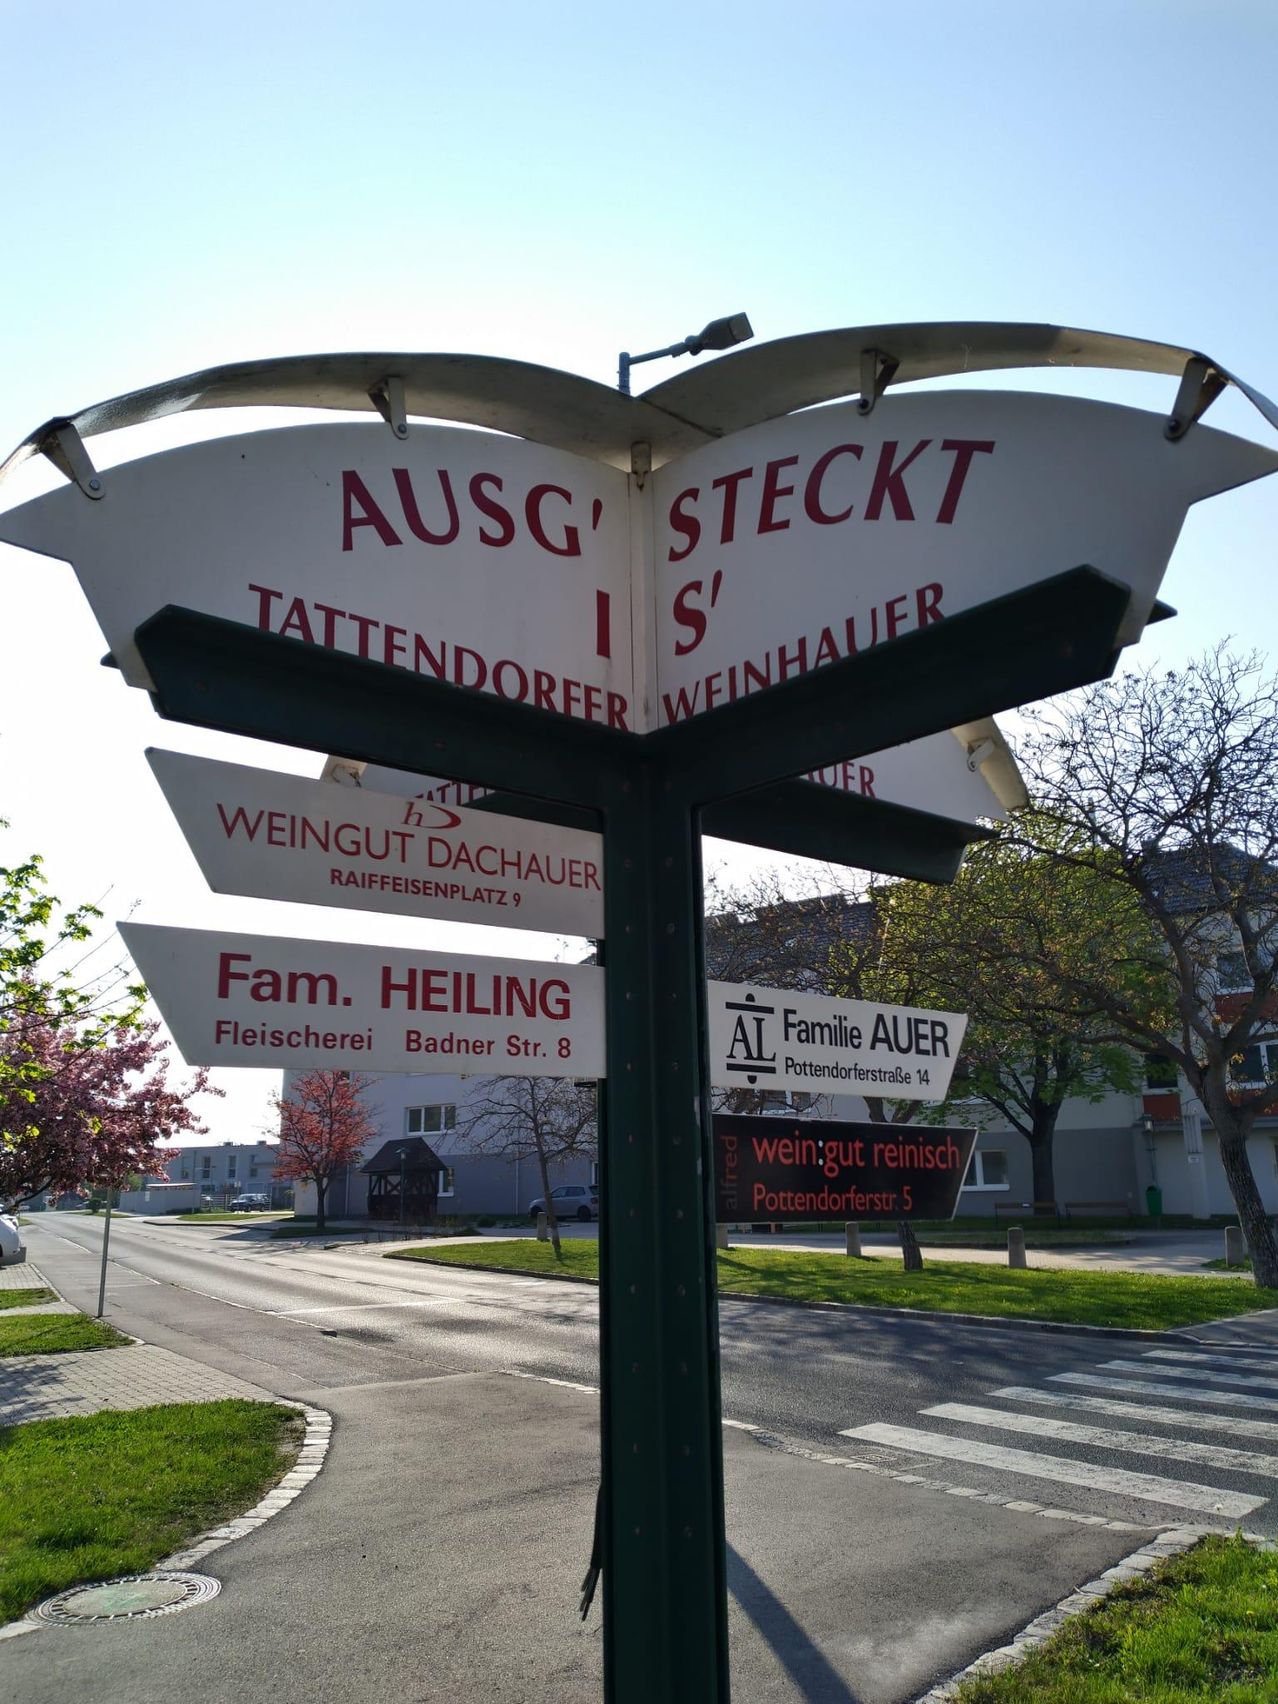 AUSG' STECKT
IS'
TATTENDORFER WEINHAUER
WEINGUT DACHAUER
RAIFFEISENPLATZ 9
Fam. HEILING
Fleischerei Badner Str. 8
AL Familie AUER
Pottendorferstraße 14
alfred
wein:gut reinisch
Pottendorferstr. 5